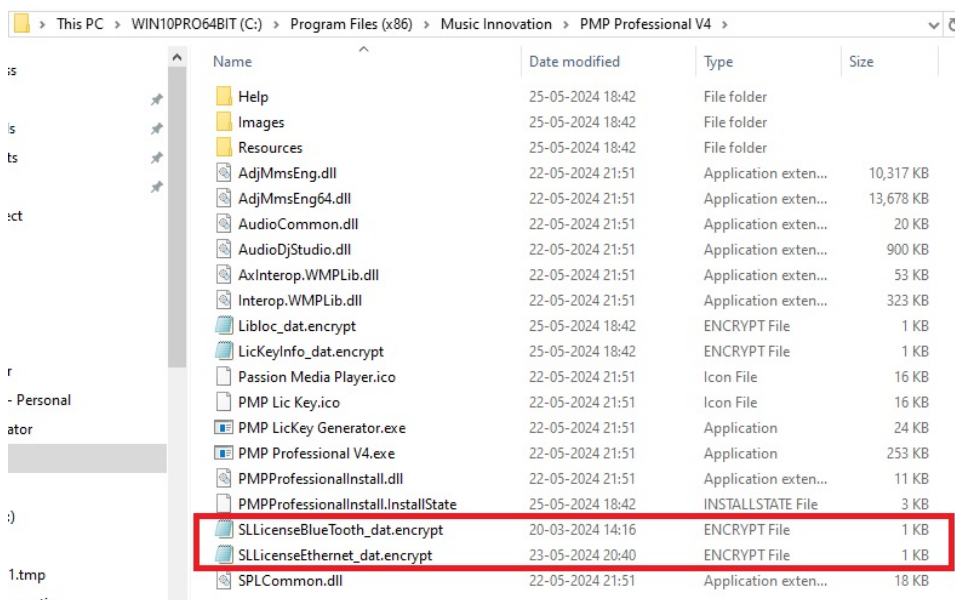 > This PC > WIN10PRO64BIT (C:) > Program Files (x86) > Music Innovation > PMP Professional V4 >
Name Date modified Type Size
ss
Help 25-05-2024 18:42 File folder
Images 25-05-2024 18:42 File folder
ls
Resources 25-05-2024 18:42 File folder
ts
AdjMmsEng.dll 22-05-2024 21:51 Application exten... 10,317 KB
AdjMmsEng64.dll 22-05-2024 21:51 Application exten... 13,678 KB
ect
AudioCommon.dll 22-05-2024 21:51 Application exten... 20 KB
AudioDjStudio.dll 22-05-2024 21:51 Application exten... 900 KB
AxInterop.WMPLib.dll 22-05-2024 21:51 Application exten... 53 KB
Interop.WMPLib.dll 22-05-2024 21:51 Application exten... 323 KB
Libloc_dat.encrypt 25-05-2024 18:42 ENCRYPT File 1 KB
LicKeyInfo_dat.encrypt 25-05-2024 18:42 ENCRYPT File 1 KB
r
Passion Media Player.ico 22-05-2024 21:51 Icon File 16 KB
- Personal
PMP Lic Key.ico 22-05-2024 21:51 Icon File 16 KB
ator
PMP LicKey Generator.exe 22-05-2024 21:51 Application 24 KB
PMP Professional V4.exe 22-05-2024 21:51 Application 253 KB
PMPProfessionalInstall.dll 22-05-2024 21:51 Application exten... 11 KB
PMPProfessionalInstall.InstallState 25-05-2024 18:42 INSTALLSTATE File 3 KB
:)
SLLicenseBlueTooth_dat.encrypt 20-03-2024 14:16 ENCRYPT File 1 KB
SLLicenseEthernet_dat.encrypt 23-05-2024 20:40 ENCRYPT File 1 KB
1.tmp
SPLCommon.dll 22-05-2024 21:51 Application exten... 18 KB